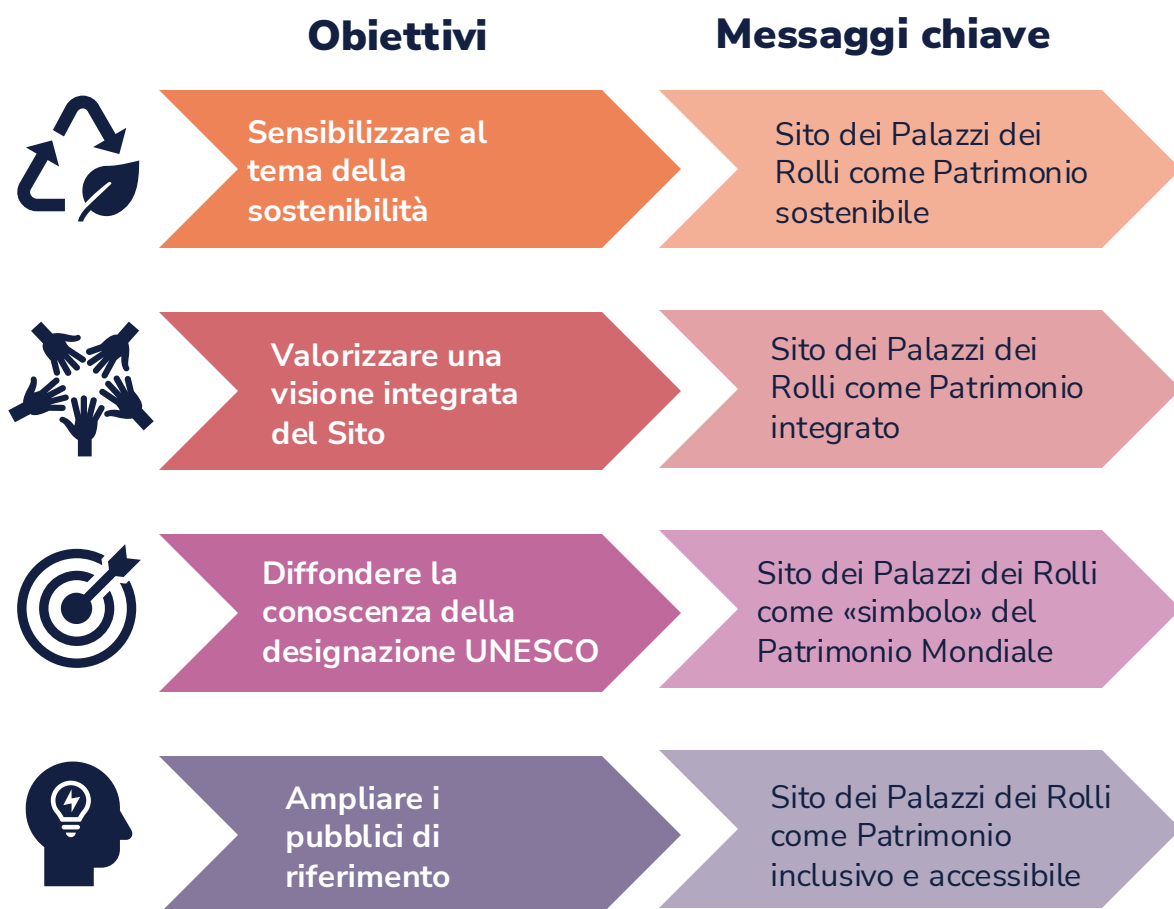 Obiettivi
Messaggi chiave
Sensibilizzare al
tema della
sostenibilità
Sito dei Palazzi dei
Rolli come Patrimonio
sostenibile
Valorizzare una
visione integrata
del Sito
Sito dei Palazzi dei
Rolli come Patrimonio
integrato
Diffondere la
conoscenza della
designazione UNESCO
Sito dei Palazzi dei Rolli
come «simbolo» del
Patrimonio Mondiale
Ampliare i
pubblici di
riferimento
Sito dei Palazzi dei Rolli
come Patrimonio
inclusivo e accessibile